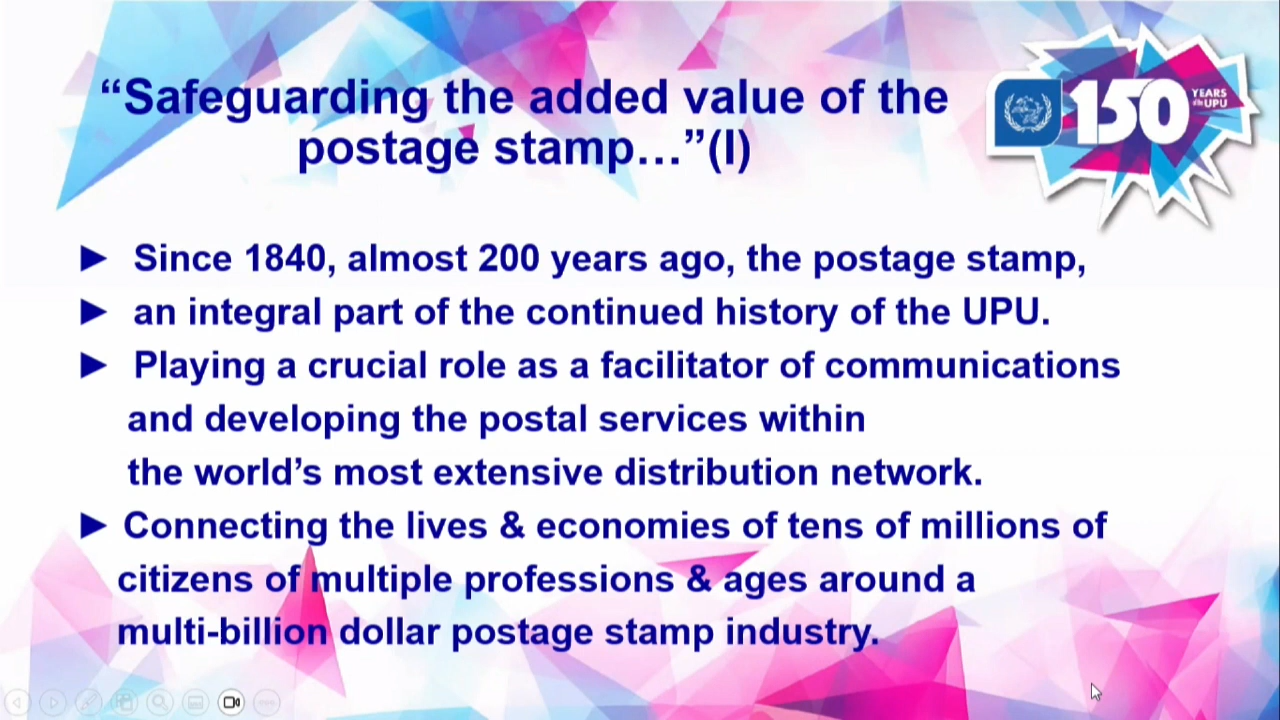 “Safeguarding the added value of the
postage stamp…”(I)
150
YEARS
of the UPU
► Since 1840, almost 200 years ago, the postage stamp,
► an integral part of the continued history of the UPU.
► Playing a crucial role as a facilitator of communications
and developing the postal services within
the world’s most extensive distribution network.
► Connecting the lives & economies of tens of millions of
citizens of multiple professions & ages around a
multi-billion dollar postage stamp industry.